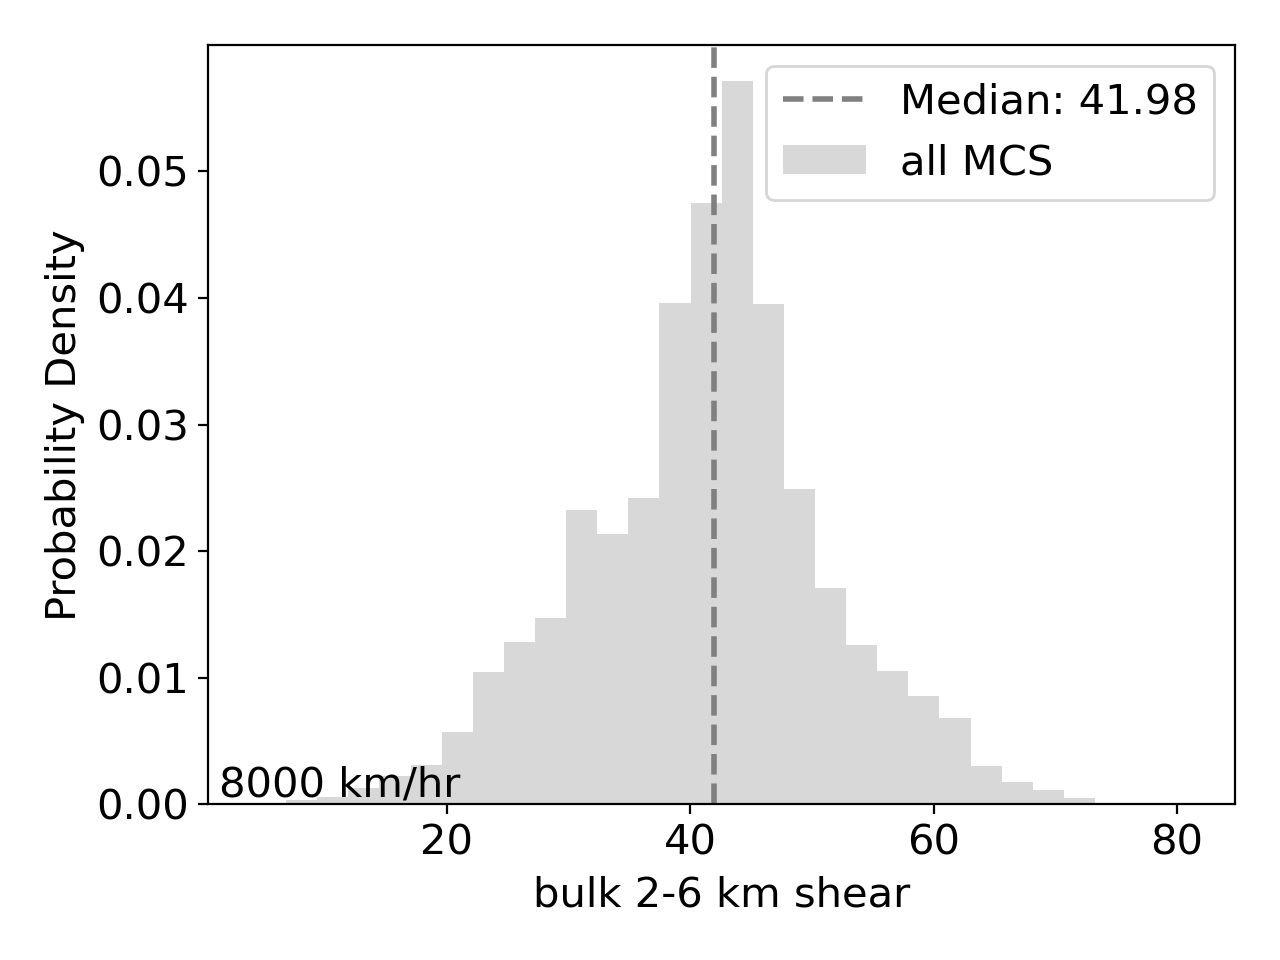 Median: 41.98
all MCS
Probability Density
0.05
0.04
0.03
0.02
0.01
0.00
8000 km/hr
20 40 60 80
bulk 2-6 km shear